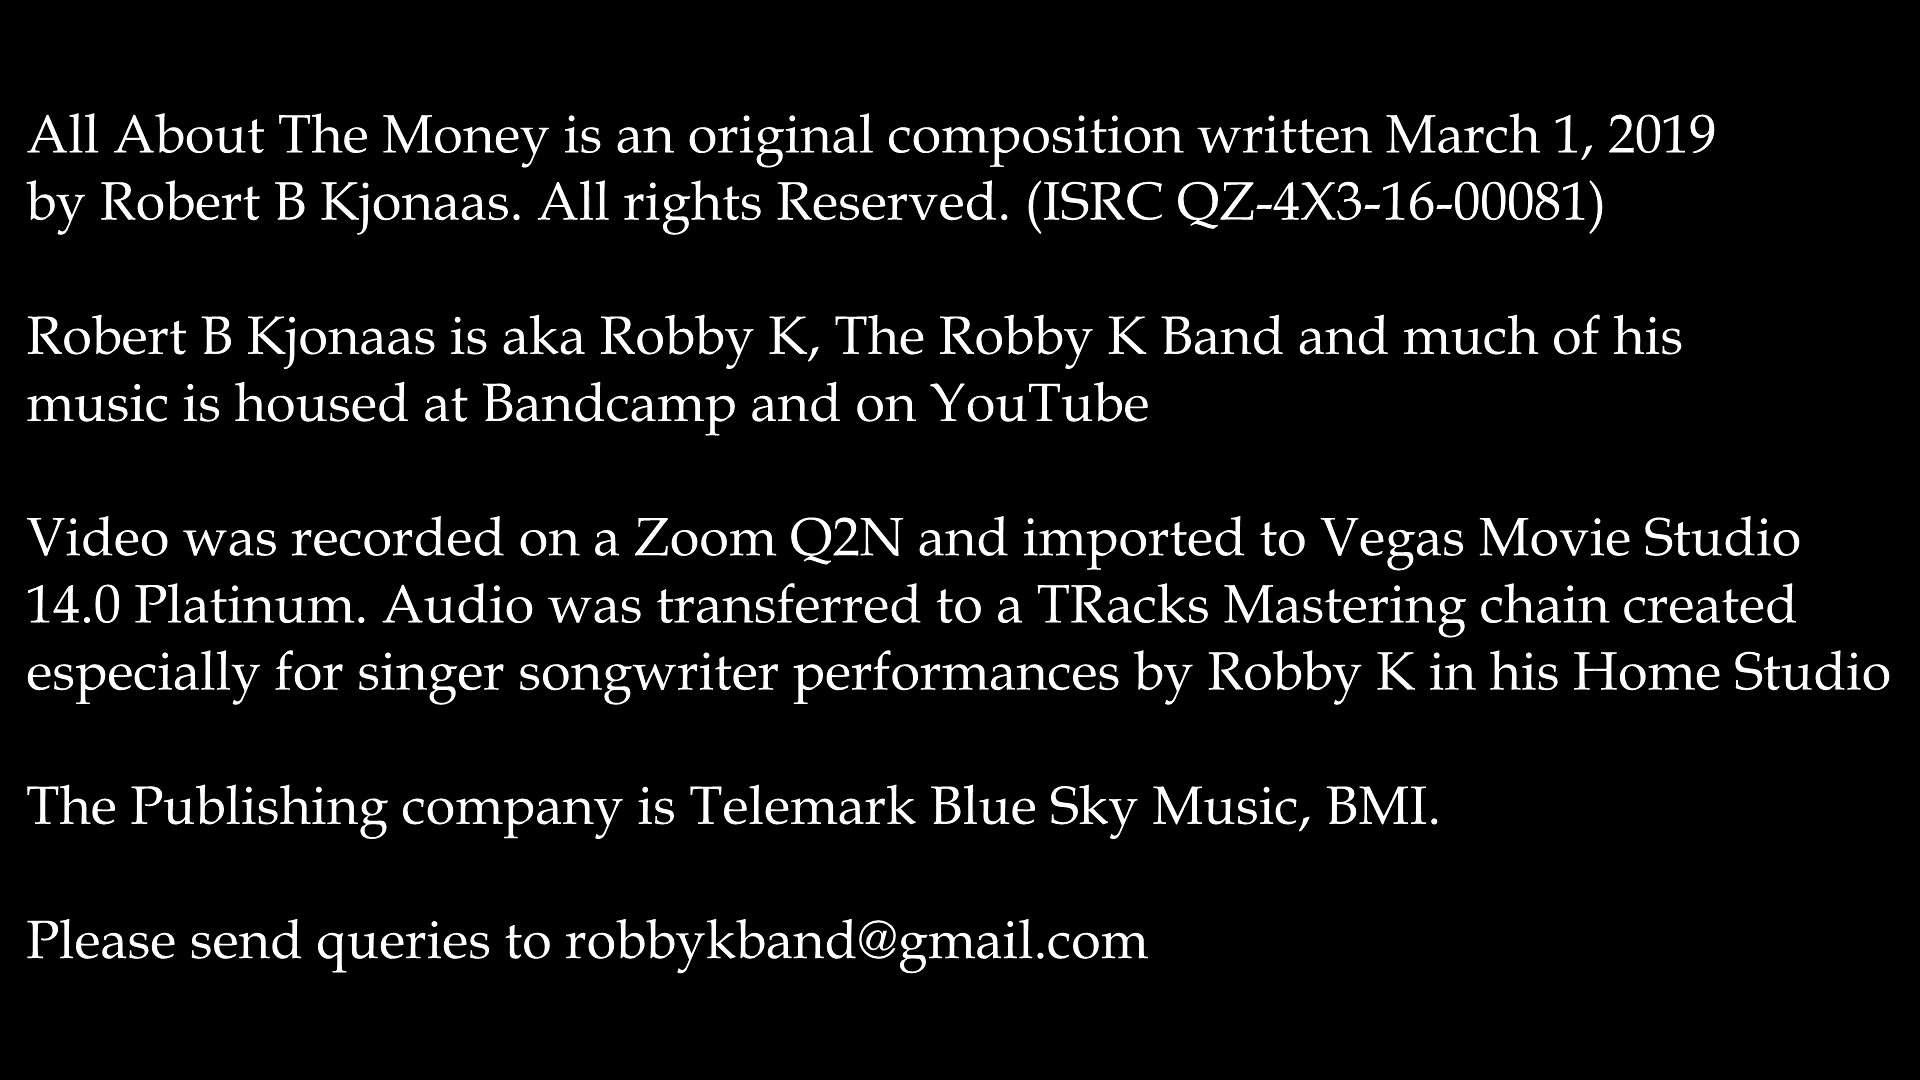 All About The Money is an original composition written March 1, 2019
by Robert B Kjonaas. All rights Reserved. (ISRC QZ-4X3-16-00081)
Robert B Kjonaas is aka Robby K, The Robby K Band and much of his
music is housed at Bandcamp and on YouTube
Video was recorded on a Zoom Q2N and imported to Vegas Movie Studio
14.0 Platinum. Audio was transferred to a TRacks Mastering chain created
especially for singer songwriter performances by Robby K in his Home Studio
The Publishing company is Telemark Blue Sky Music, BMI.
Please send queries to robbykband@gmail.com